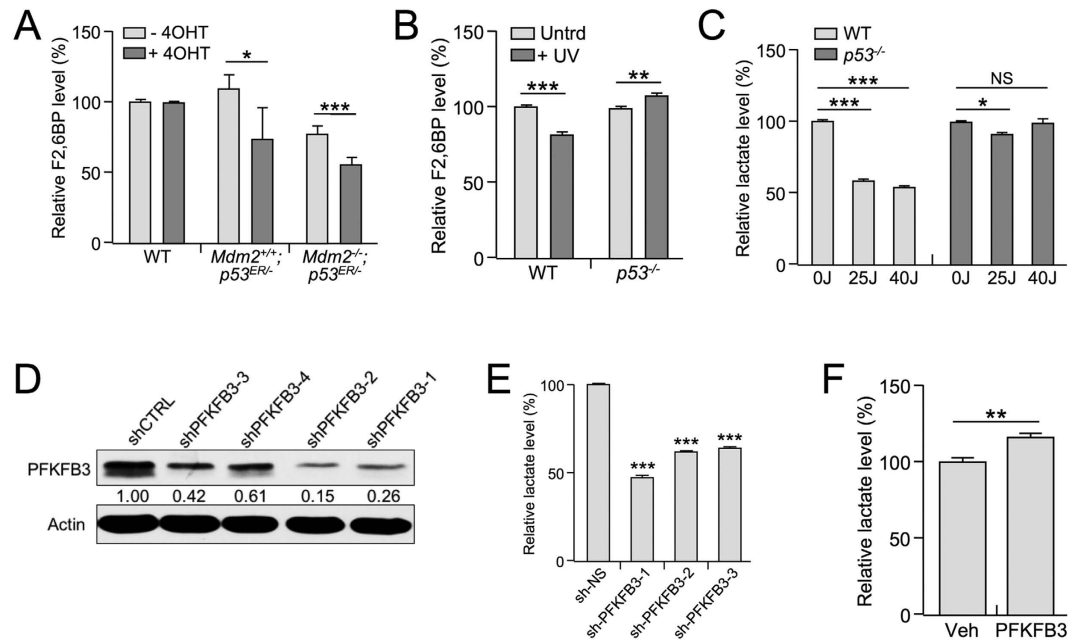 A
- 4OHT
+ 4OHT
Relative F2,6BP level (%)
150
100
50
0
*
***
WT
Mdm2+/+;
p53ER/-
Mdm2-/-;
p53ER/-
B
Untrd
+ UV
Relative F2,6BP level (%)
150
100
50
0
***
**
WT
p53-/-
C
WT
p53-/-
Relative lactate level (%)
150
100
50
0
***
***
NS
*
0J 25J 40J 0J 25J 40J
D
shCTRL
shPFKFB3-3
shPFKFB3-4
shPFKFB3-2
shPFKFB3-1
PFKFB3
1.00 0.42 0.61 0.15 0.26
Actin
E
Relative lactate level (%)
100
50
0
***
***
***
sh-NS
sh-PFKFB3-1
sh-PFKFB3-2
sh-PFKFB3-3
F
Relative lactate level (%)
150
100
50
150
**
Veh PFKFB3